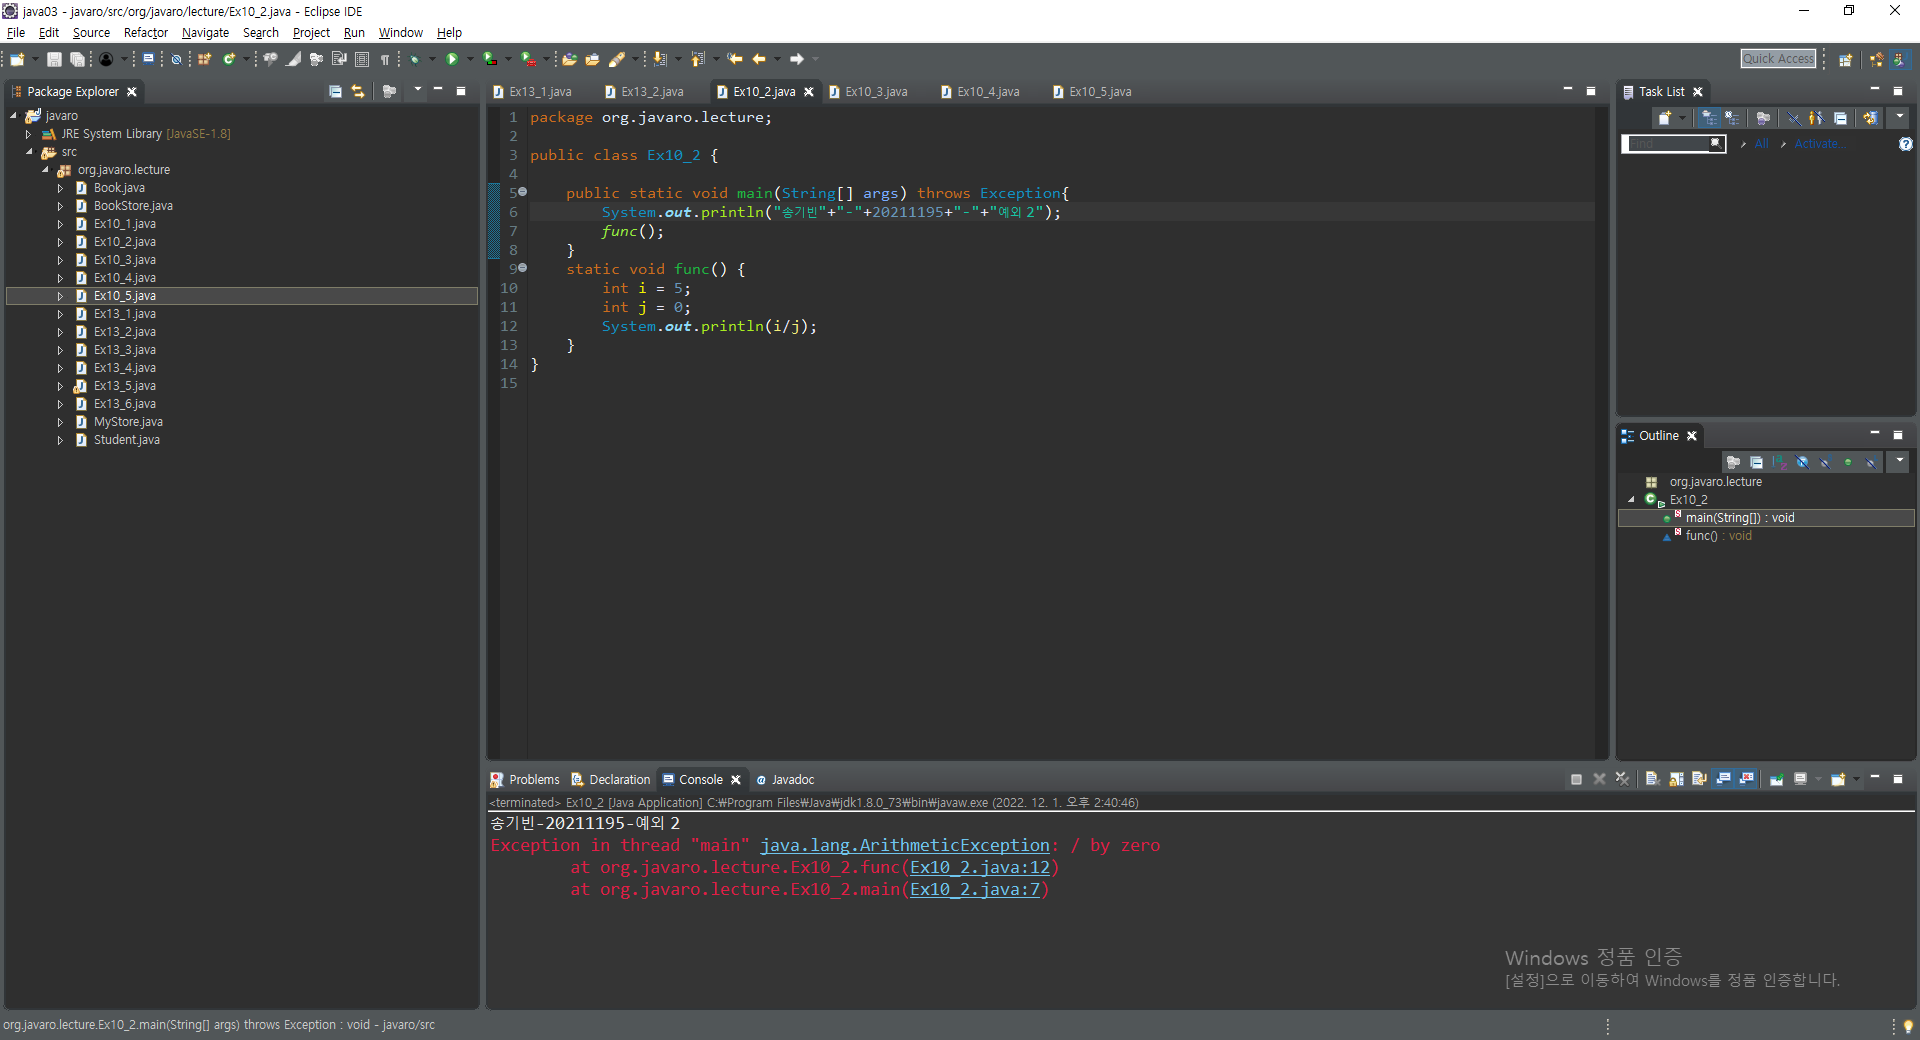 java03 - javaro/src/org/javaro/lecture/Ex10_2.java - Eclipse IDE
File Edit Source Refactor Navigate Search Project Run Window Help
Quick Access
Package Explorer
javaro
JRE System Library [JavaSE-1.8]
src
org.javaro.lecture
Book.java
BookStore.java
Ex10_1.java
Ex10_2.java
Ex10_3.java
Ex10_4.java
Ex10_5.java
Ex13_1.java
Ex13_2.java
Ex13_3.java
Ex13_4.java
Ex13_5.java
Ex13_6.java
MyStore.java
Student.java
Ex13_1.java Ex13_2.java Ex10_2.java Ex10_3.java Ex10_4.java Ex10_5.java
1 package org.javaro.lecture;
2
3 public class Ex10_2 {
4
5 public static void main(String[] args) throws Exception{
6 System.out.println("송기빈"+"-"+20211195+"-"+"예외 2");
7 func();
8 }
9 static void func() {
10 int i = 5;
11 int j = 0;
12 System.out.println(i/j);
13 }
14 }
15
Task List
Find All Activate...
Outline
org.javaro.lecture
Ex10_2
main(String[]) : void
func() : void
Problems Declaration Console Javadoc
<terminated> Ex10_2 [Java Application] C:₩Program Files₩Java₩jdk1.8.0_73₩bin₩javaw.exe (2022. 12. 1. 오후 2:40:46)
송기빈-20211195-예외 2
Exception in thread "main" java.lang.ArithmeticException: / by zero
at org.javaro.lecture.Ex10_2.func(Ex10_2.java:12)
at org.javaro.lecture.Ex10_2.main(Ex10_2.java:7)
Windows 정품 인증
[설정]으로 이동하여 Windows를 정품 인증합니다.
org.javaro.lecture.Ex10_2.main(String[] args) throws Exception : void - javaro/src